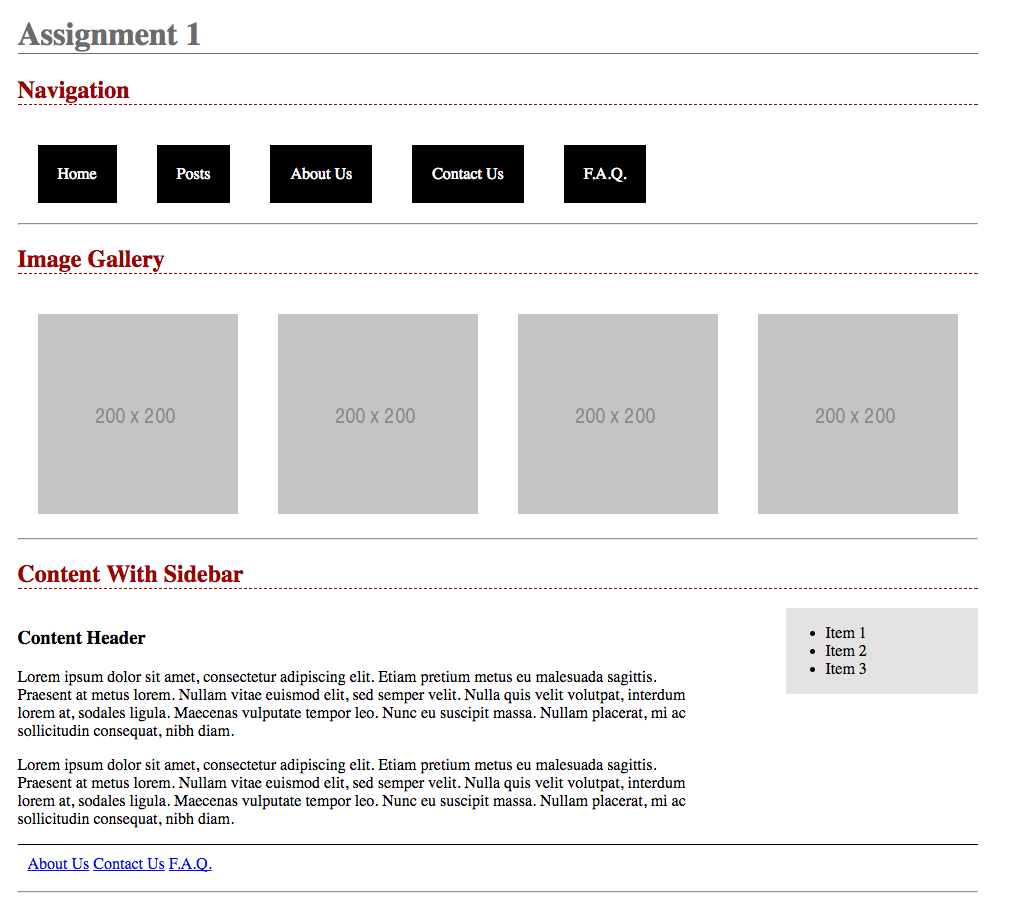 Assignment 1
Navigation
Home Posts About Us Contact Us F.A.Q.
Image Gallery
200 x 200 200 x 200 200 x 200 200 x 200
Content With Sidebar
Content Header
Lorem ipsum dolor sit amet, consectetur adipiscing elit. Etiam pretium metus eu malesuada sagittis.
Praesent at metus lorem. Nullam vitae euismod elit, sed semper velit. Nulla quis velit volutpat, interdum
lorem at, sodales ligula. Maecenas vulputate tempor leo. Nunc eu suscipit massa. Nullam placerat, mi ac
sollicitudin consequat, nibh diam.
Lorem ipsum dolor sit amet, consectetur adipiscing elit. Etiam pretium metus eu malesuada sagittis.
Praesent at metus lorem. Nullam vitae euismod elit, sed semper velit. Nulla quis velit volutpat, interdum
lorem at, sodales ligula. Maecenas vulputate tempor leo. Nunc eu suscipit massa. Nullam placerat, mi ac
sollicitudin consequat, nibh diam.
• Item 1
• Item 2
• Item 3
About Us Contact Us F.A.Q.